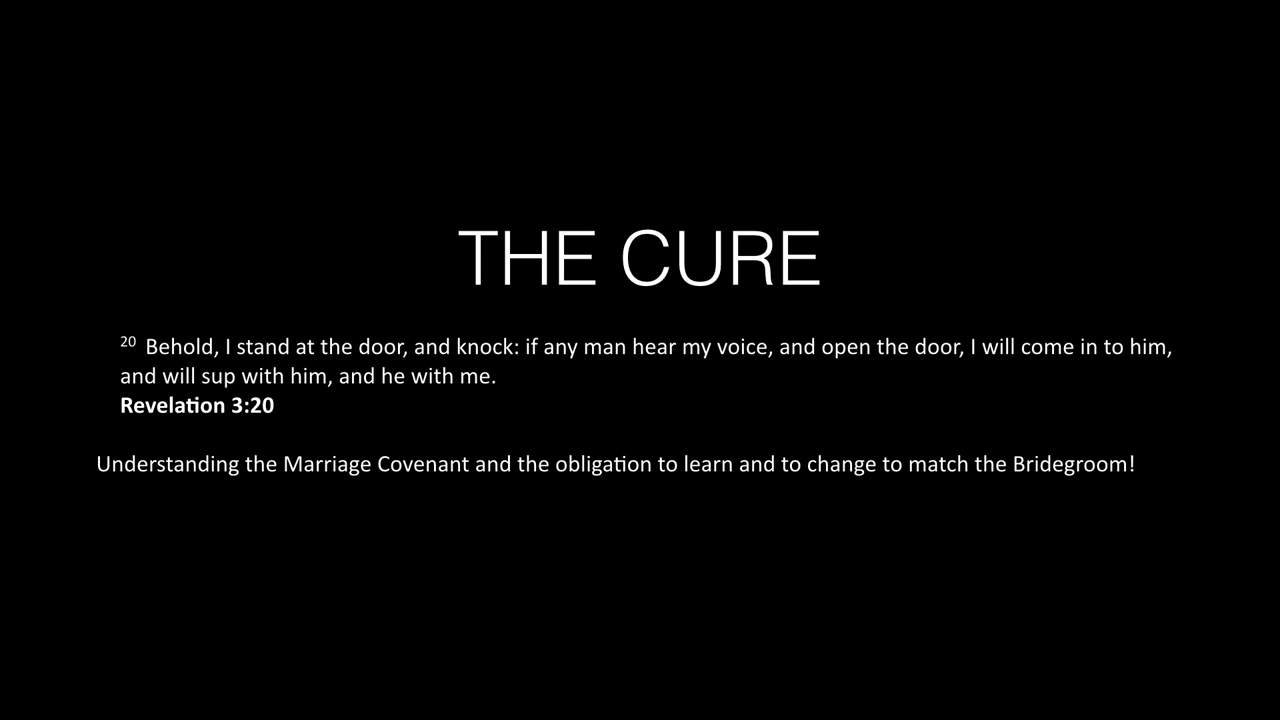 THE CURE
20 Behold, I stand at the door, and knock: if any man hear my voice, and open the door, I will come in to him,
and will sup with him, and he with me.
Revelation 3:20
Understanding the Marriage Covenant and the obligation to learn and to change to match the Bridegroom!